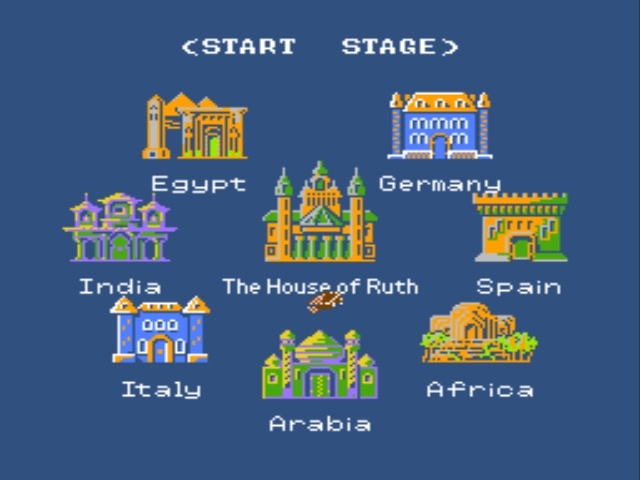 <START STAGE>
Egypt
Germany
India
The House of Ruth
Spain
Italy
Africa
Arabia